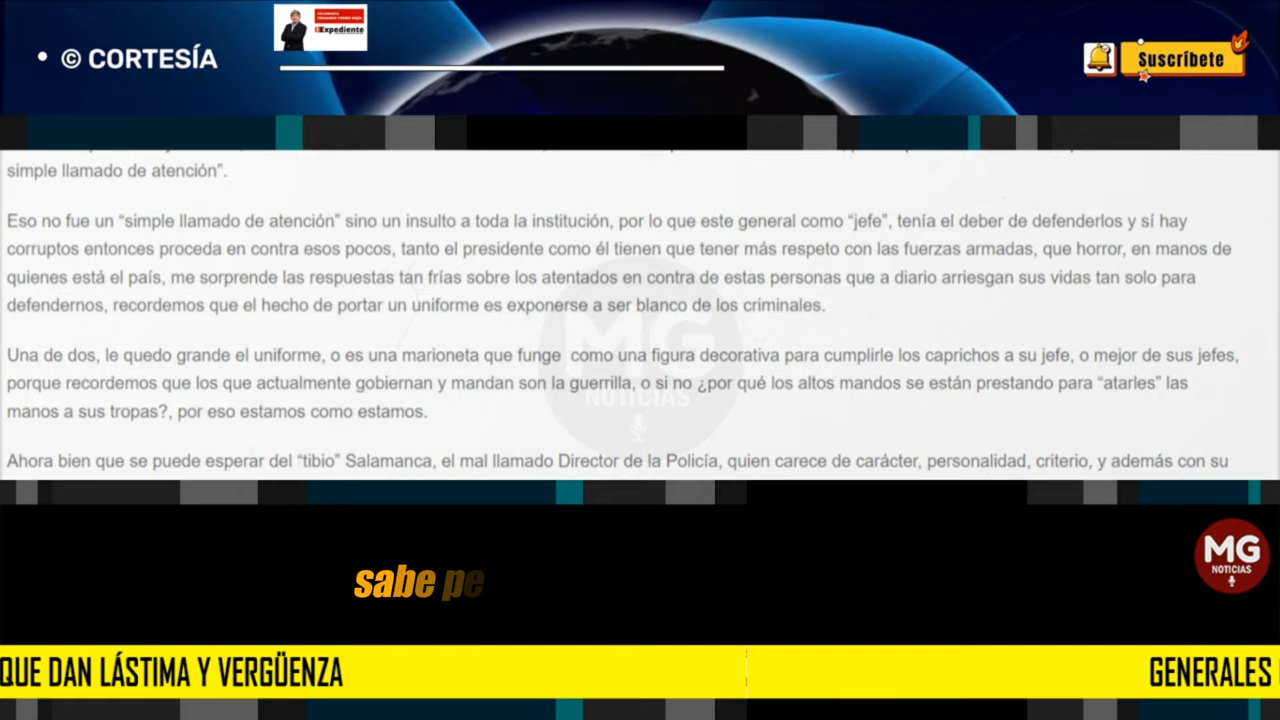 • © CORTESÍA
Expediente
Suscríbete
simple llamado de atención”.
Eso no fue un “simple llamado de atención” sino un insulto a toda la institución, por lo que este general como “jefe”, tenía el deber de defenderlos y sí hay
corruptos entonces proceda en contra esos pocos, tanto el presidente como él tienen que tener más respeto con las fuerzas armadas, que horror, en manos de
quienes está el país, me sorprende las respuestas tan frías sobre los atentados en contra de estas personas que a diario arriesgan sus vidas tan solo para
defendernos, recordemos que el hecho de portar un uniforme es exponerse a ser blanco de los criminales.
Una de dos, le quedo grande el uniforme, o es una marioneta que funge como una figura decorativa para cumplirle los caprichos a su jefe, o mejor de sus jefes,
porque recordemos que los que actualmente gobiernan y mandan son la guerrilla, o si no ¿por qué los altos mandos se están prestando para “atarles” las
manos a sus tropas?, por eso estamos como estamos.
Ahora bien que se puede esperar del “tibio” Salamanca, el mal llamado Director de la Policía, quien carece de carácter, personalidad, criterio, y además con su
MG
NOTICIAS
MG
NOTICIAS
sabe pe
QUE DAN LÁSTIMA Y VERGÜENZA
GENERALES